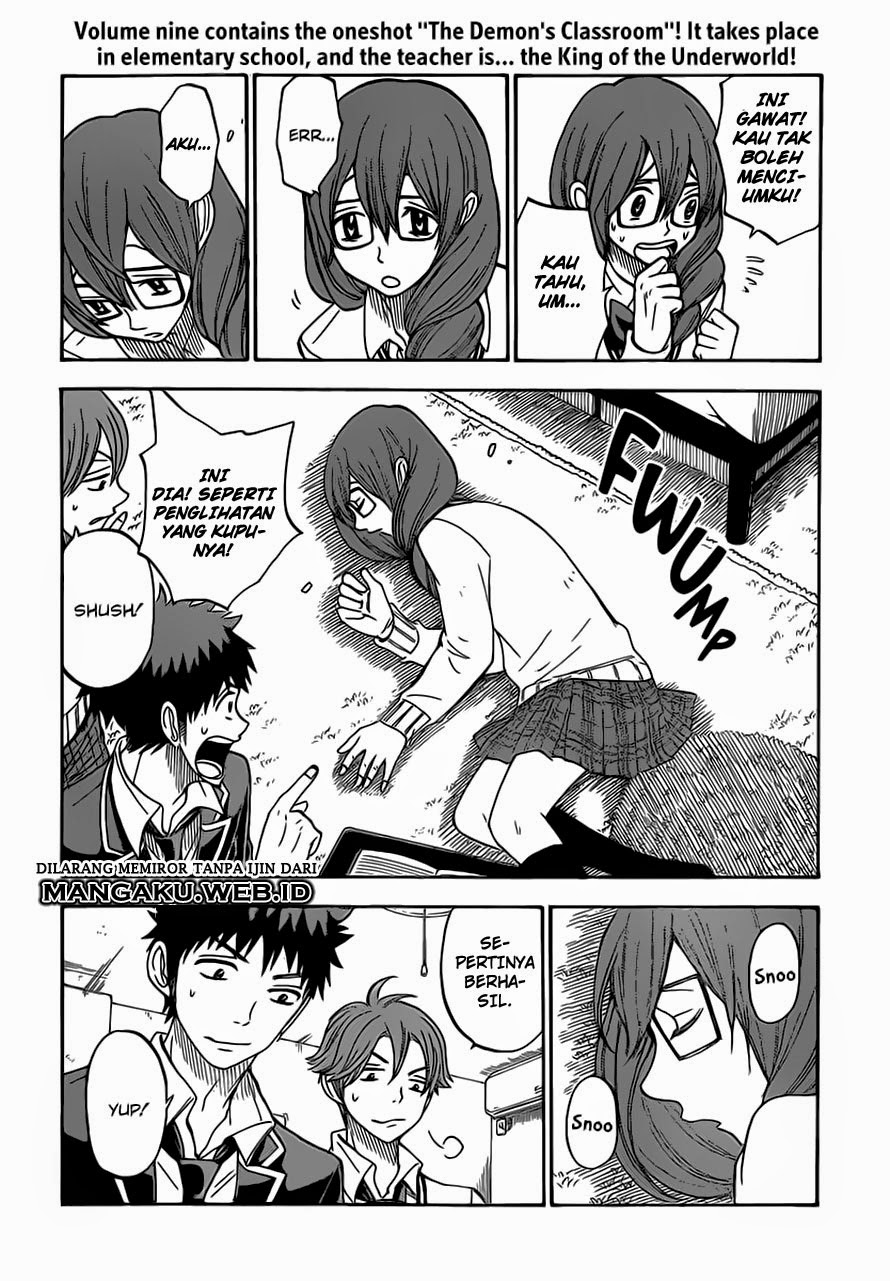 Volume nine contains the oneshot "The Demon's Classroom"! It takes place
in elementary school, and the teacher is... the King of the Underworld!
INI
GAWAT!
KAU TAK
BOLEH
MENCI-
UMKU!
KAU
TAHU,
UM...
ERR...
AKU...
FWUMP
INI
DIA! SEPERTI
PENGLIHATAN
YANG KUPU-
NYA!
SHUSH!
DILARANG MEMIROR TANPA IJIN DARI
MANGAKU.WEB.ID
Snoo
Snoo
SE-
PERTINYA
BERHA-
SIL.
YUP!